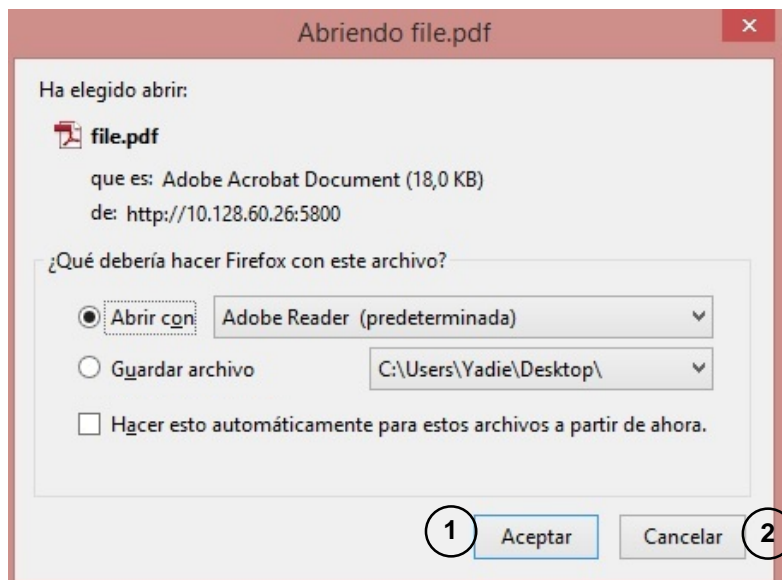 Abriendo file.pdf
Ha elegido abrir:
file.pdf
que es: Adobe Acrobat Document (18,0 KB)
de: http://10.128.60.26:5800
¿Qué debería hacer Firefox con este archivo?
Abrir con Adobe Reader (predeterminada)
Guardar archivo C:\Users\Yadie\Desktop\
Hacer esto automáticamente para estos archivos a partir de ahora.
1 Aceptar Cancelar 2